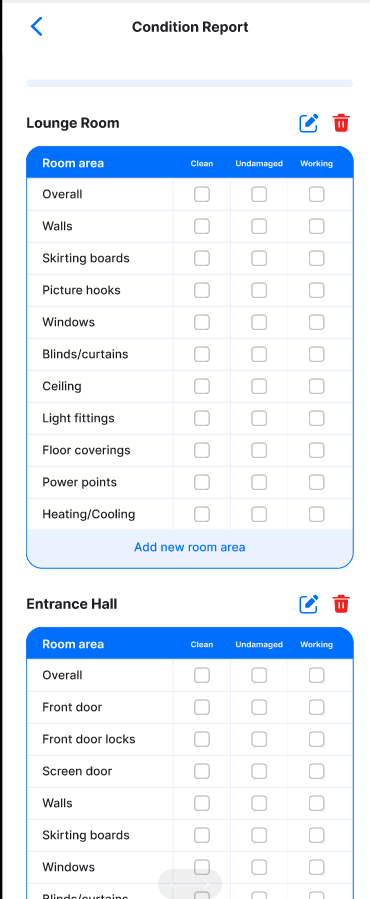 Condition Report
Lounge Room
Room area Clean Undamaged Working
Overall
Walls
Skirting boards
Picture hooks
Windows
Blinds/curtains
Ceiling
Light fittings
Floor coverings
Power points
Heating/Cooling
Add new room area
Entrance Hall
Room area Clean Undamaged Working
Overall
Front door
Front door locks
Screen door
Walls
Skirting boards
Windows
Blinds/curtains